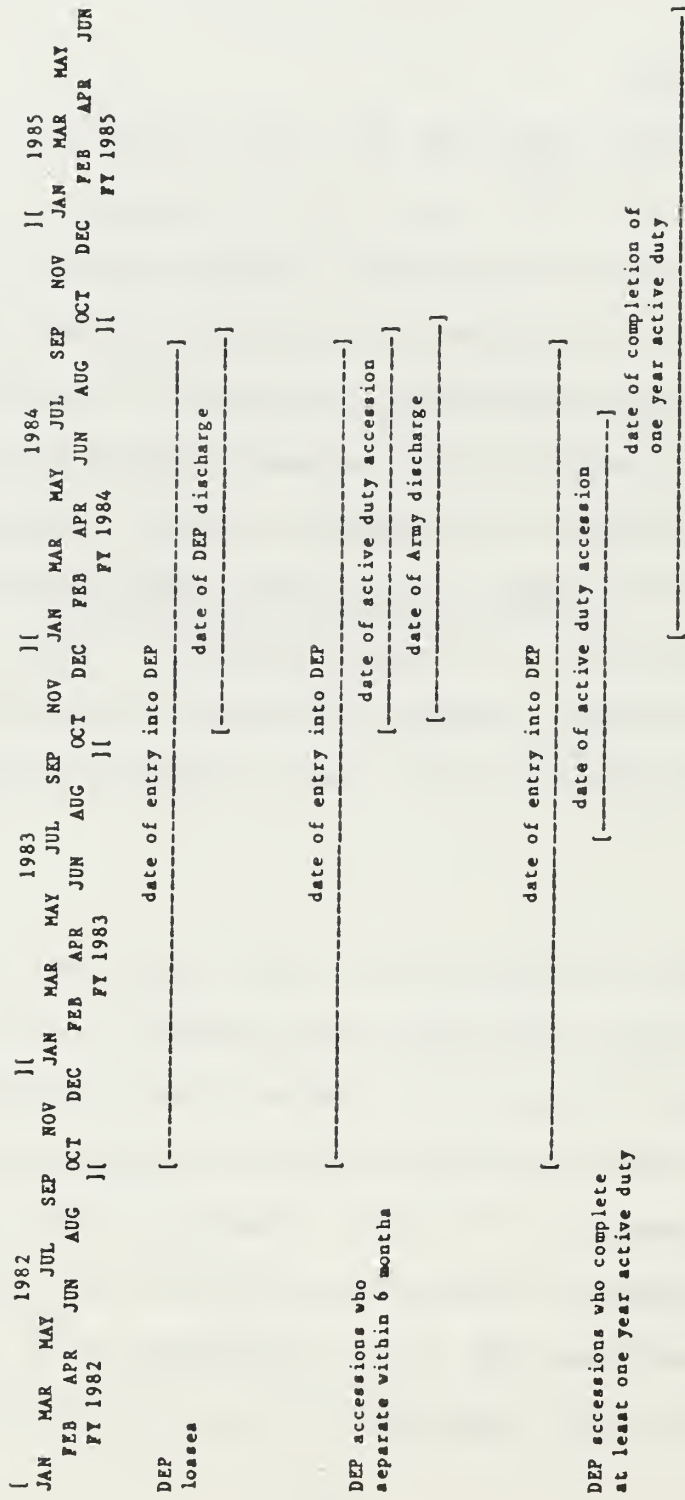 [ 1982 ][ 1983 ][ 1984 ][ 1985
JAN MAR MAY JUL SEP NOV JAN MAR MAY JUL SEP NOV JAN MAR MAY JUL SEP NOV JAN MAR MAY
FEB APR JUN AUG OCT DEC FEB APR JUN AUG OCT DEC FEB APR JUN AUG OCT DEC FEB APR JUN
FY 1982 ][ FY 1983 ][ FY 1984 ][ FY 1985
DEP
losses
date of entry into DEP
[-----------------------------------------------------------]
date of DEP discharge
[----------------------------]
DEP accessions who
separate within 6 months
date of entry into DEP
[-----------------------------------------------------------]
date of active duty accession
[----------------------------]
date of Army discharge
[----------------------------]
DEP accessions who complete
at least one year active duty
date of entry into DEP
[-----------------------------------------------------------]
date of active duty accession
[------------------------------]
date of completion of
one year active duty
[---------------------------------------------]